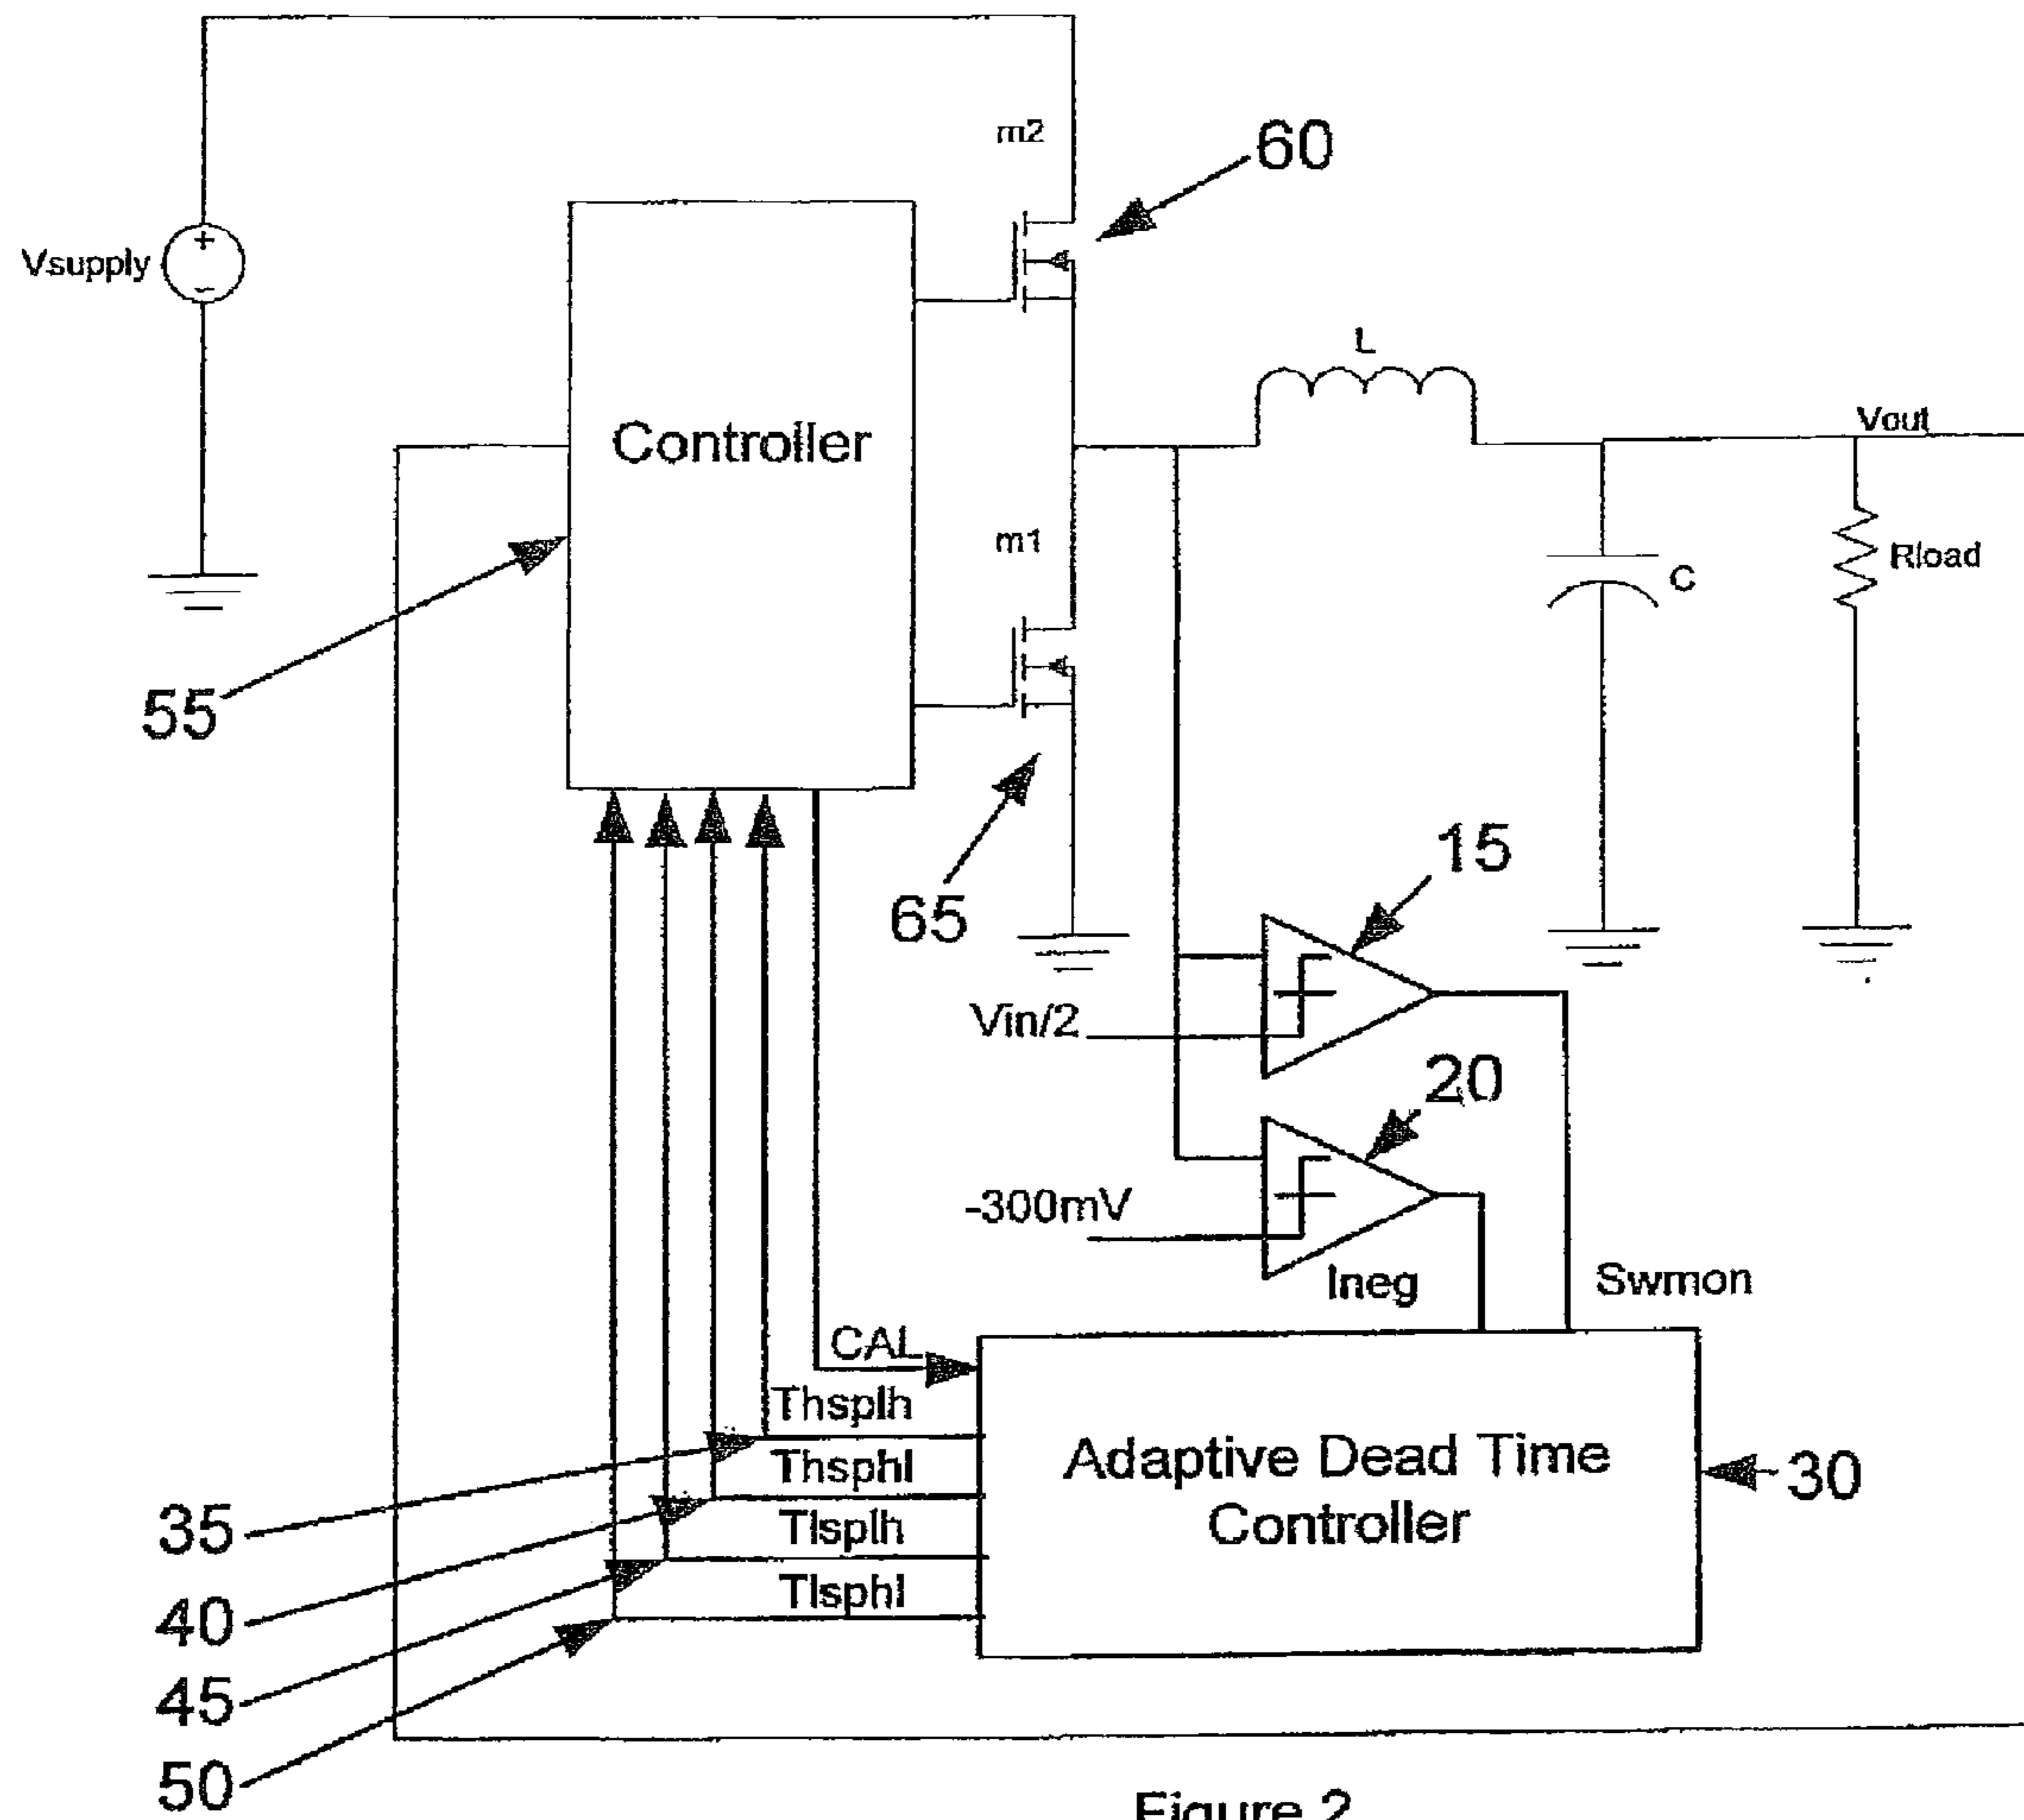 m2
60
Vsupply
+
−
L
Controller
Vout
m1
C
Rload
55
65
15
Vin/2
20
-300mV
Ineg
Swmon
CAL
Thsplh
Thsphl
Tlsplh
Tlsphl
Adaptive Dead Time
Controller
30
35
40
45
50
Figure 2